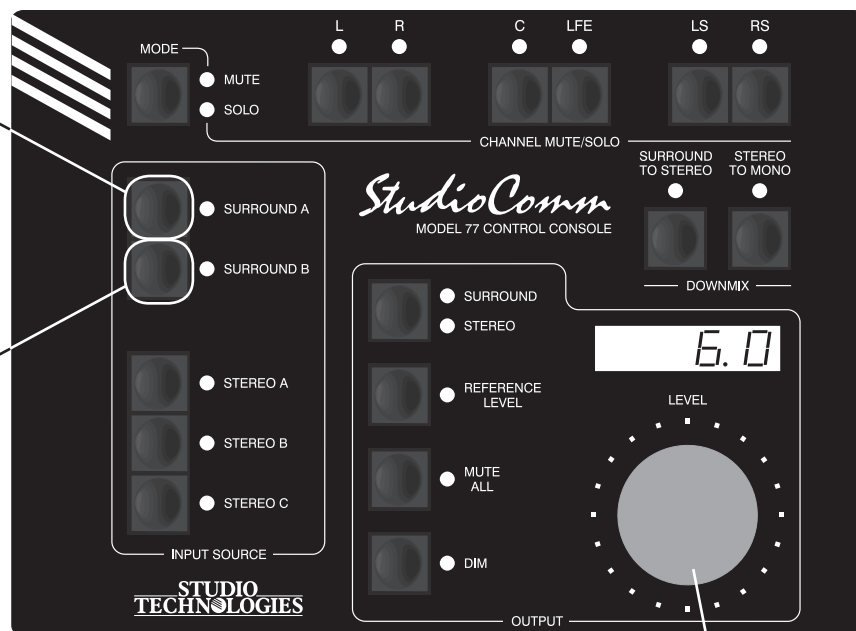 L R C LFE LS RS
MODE
MUTE
SOLO
CHANNEL MUTE/SOLO
SURROUND
TO STEREO
STEREO
TO MONO
DOWNMIX
StudioComm
MODEL 77 CONTROL CONSOLE
SURROUND A
SURROUND B
STEREO A
STEREO B
STEREO C
INPUT SOURCE
SURROUND
STEREO
REFERENCE
LEVEL
MUTE
ALL
DIM
6.0
LEVEL
OUTPUT
STUDIO
TECHNOLOGIES